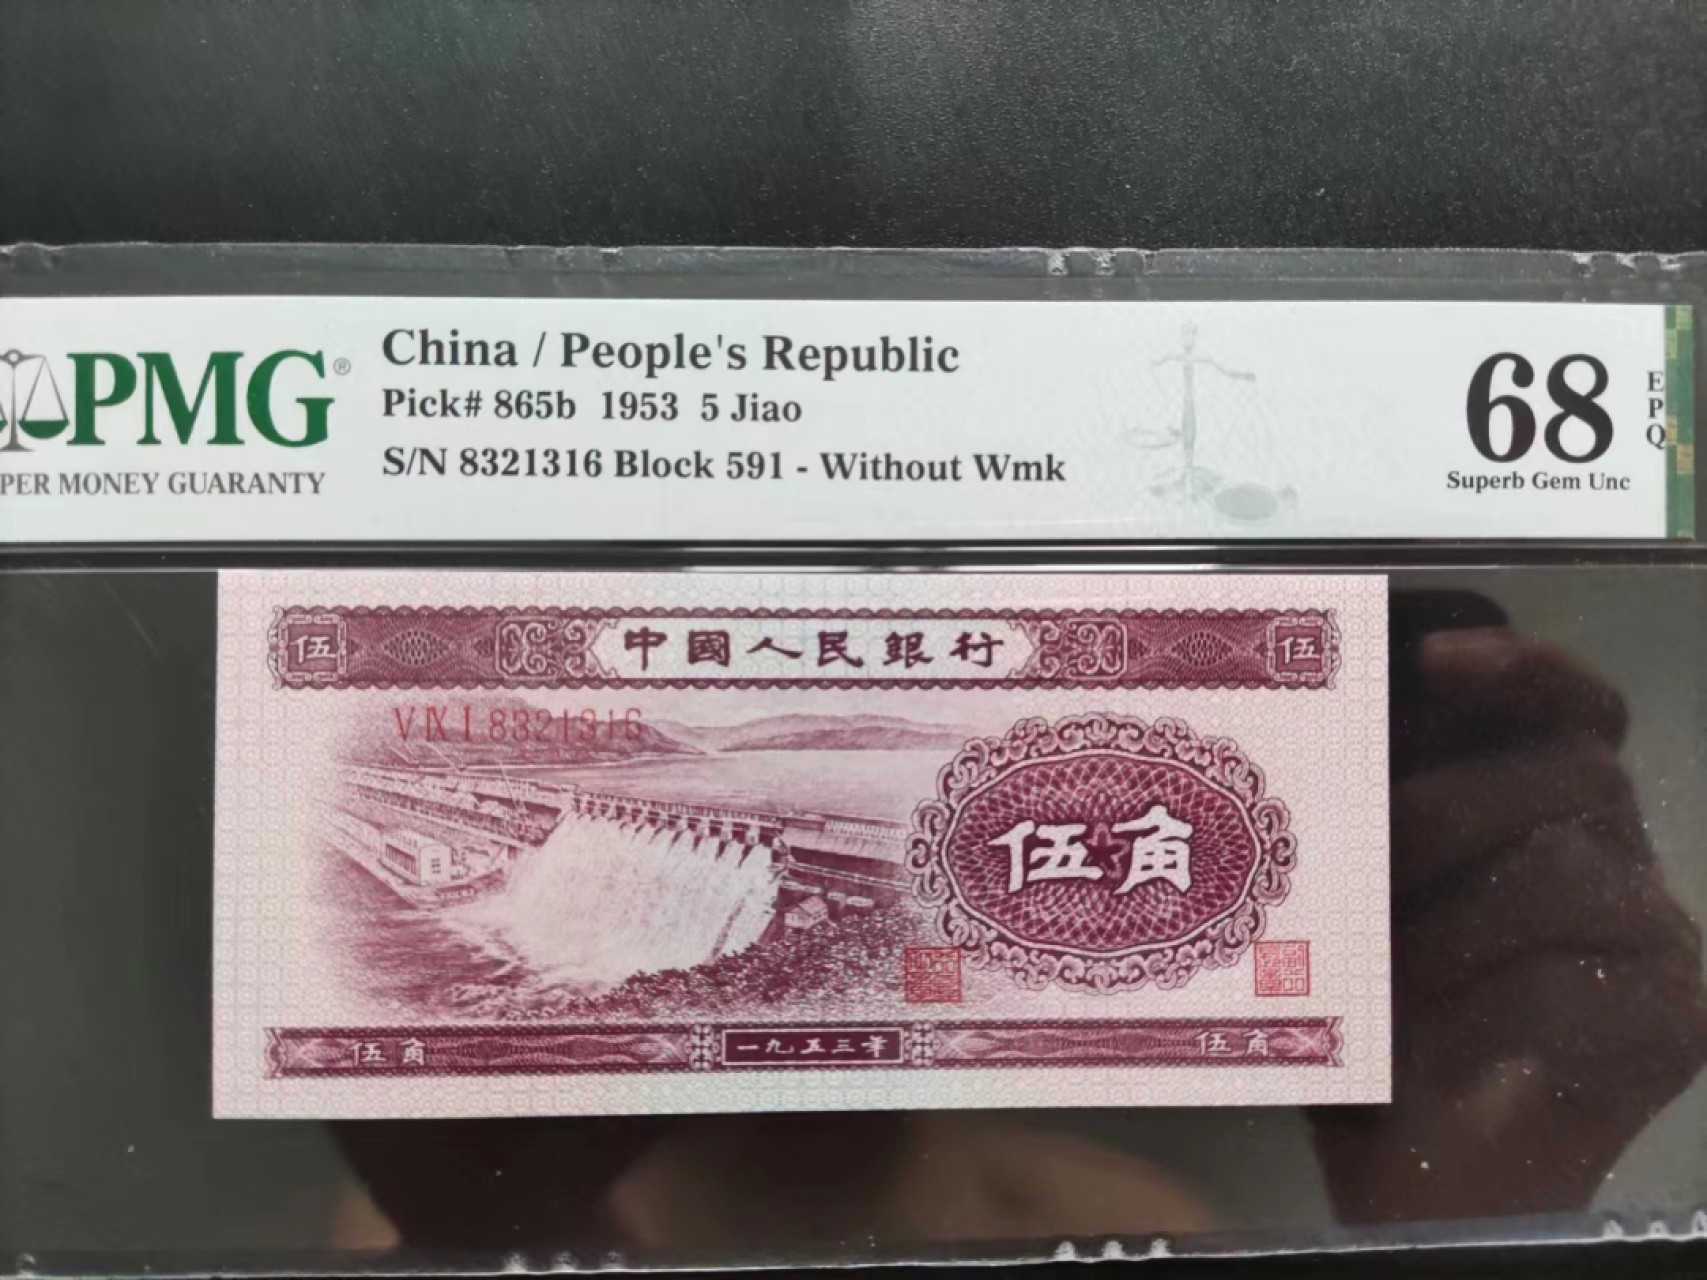 PMG®
PER MONEY GUARANTY
China / People's Republic
Pick# 865b 1953 5 Jiao
S/N 8321316 Block 591 - Without Wmk
68
EPQ
Superb Gem Unc
伍 中國人民銀行 伍
V IX I 8321316
伍角
伍角 一九五三年 伍角